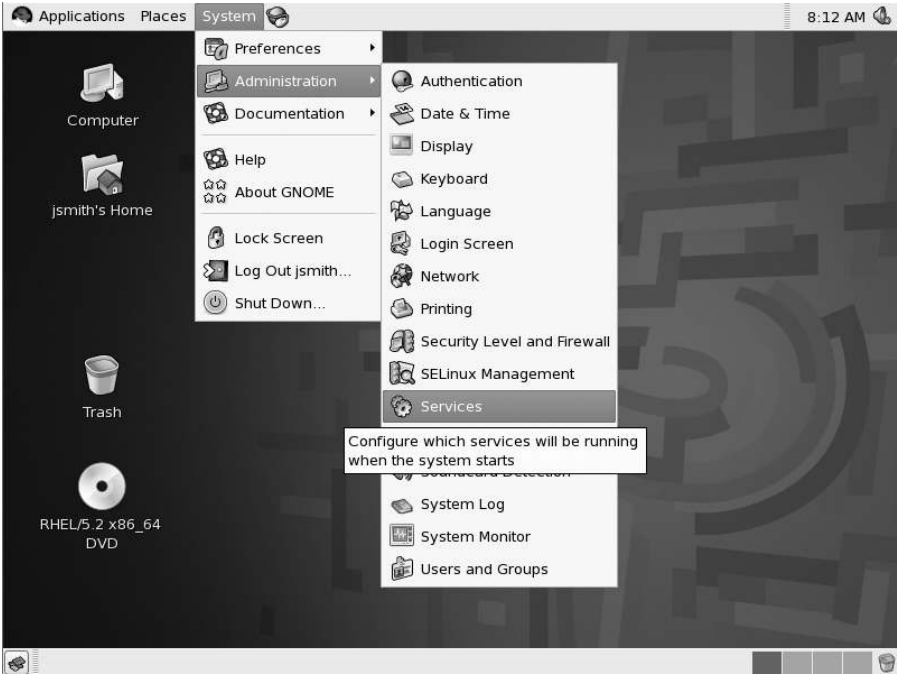 Applications Places System
8:12 AM
Computer
jsmith's Home
Trash
RHEL/5.2 x86_64
DVD
Preferences
Administration
Documentation
Help
About GNOME
Lock Screen
Log Out jsmith...
Shut Down...
Authentication
Date & Time
Display
Keyboard
Language
Login Screen
Network
Printing
Security Level and Firewall
SELinux Management
Services
Configure which services will be running
when the system starts
Soundcard Detection
System Log
System Monitor
Users and Groups